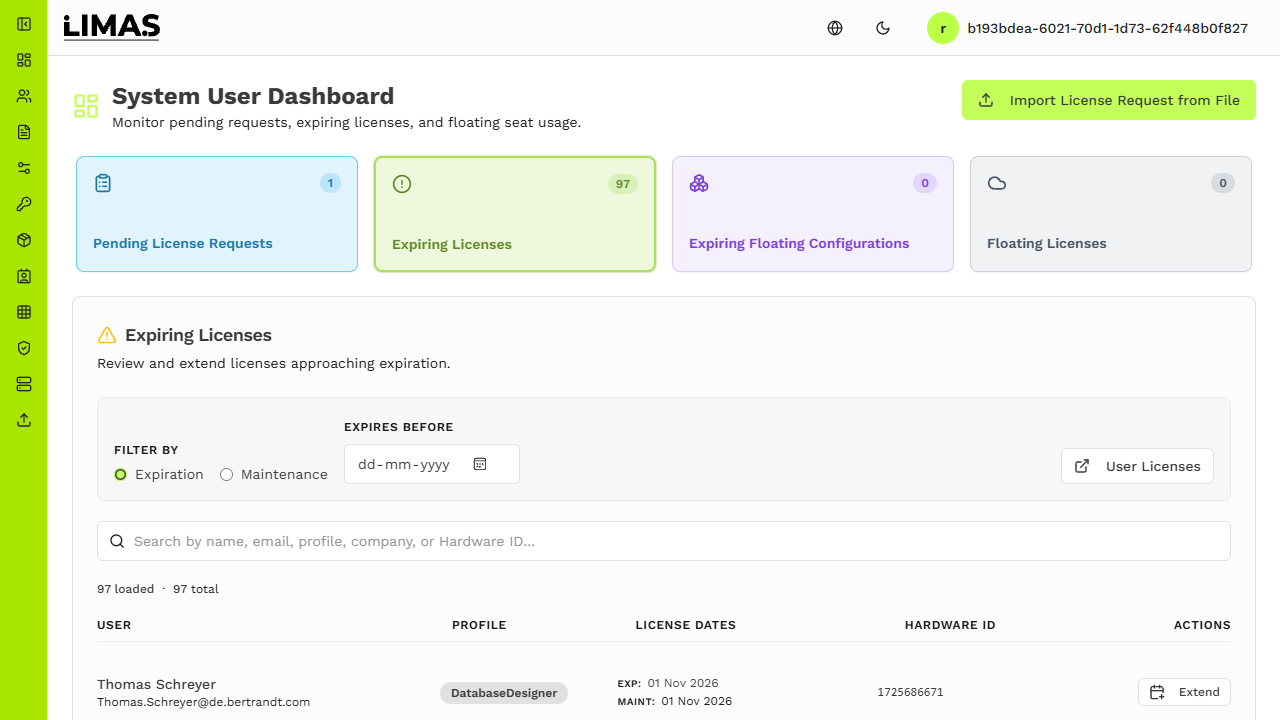 LIMAS
r
b193bdea-6021-70d1-1d73-62f448b0f827
System User Dashboard
Monitor pending requests, expiring licenses, and floating seat usage.
Import License Request from File
1
Pending License Requests
97
Expiring Licenses
0
Expiring Floating Configurations
0
Floating Licenses
Expiring Licenses
Review and extend licenses approaching expiration.
FILTER BY
Expiration
Maintenance
EXPIRES BEFORE
dd-mm-yyyy
User Licenses
Search by name, email, profile, company, or Hardware ID...
97 loaded · 97 total
USER PROFILE LICENSE DATES HARDWARE ID ACTIONS
Thomas Schreyer
Thomas.Schreyer@de.bertrandt.com
DatabaseDesigner
EXP: 01 Nov 2026
MAINT: 01 Nov 2026
1725686671
Extend